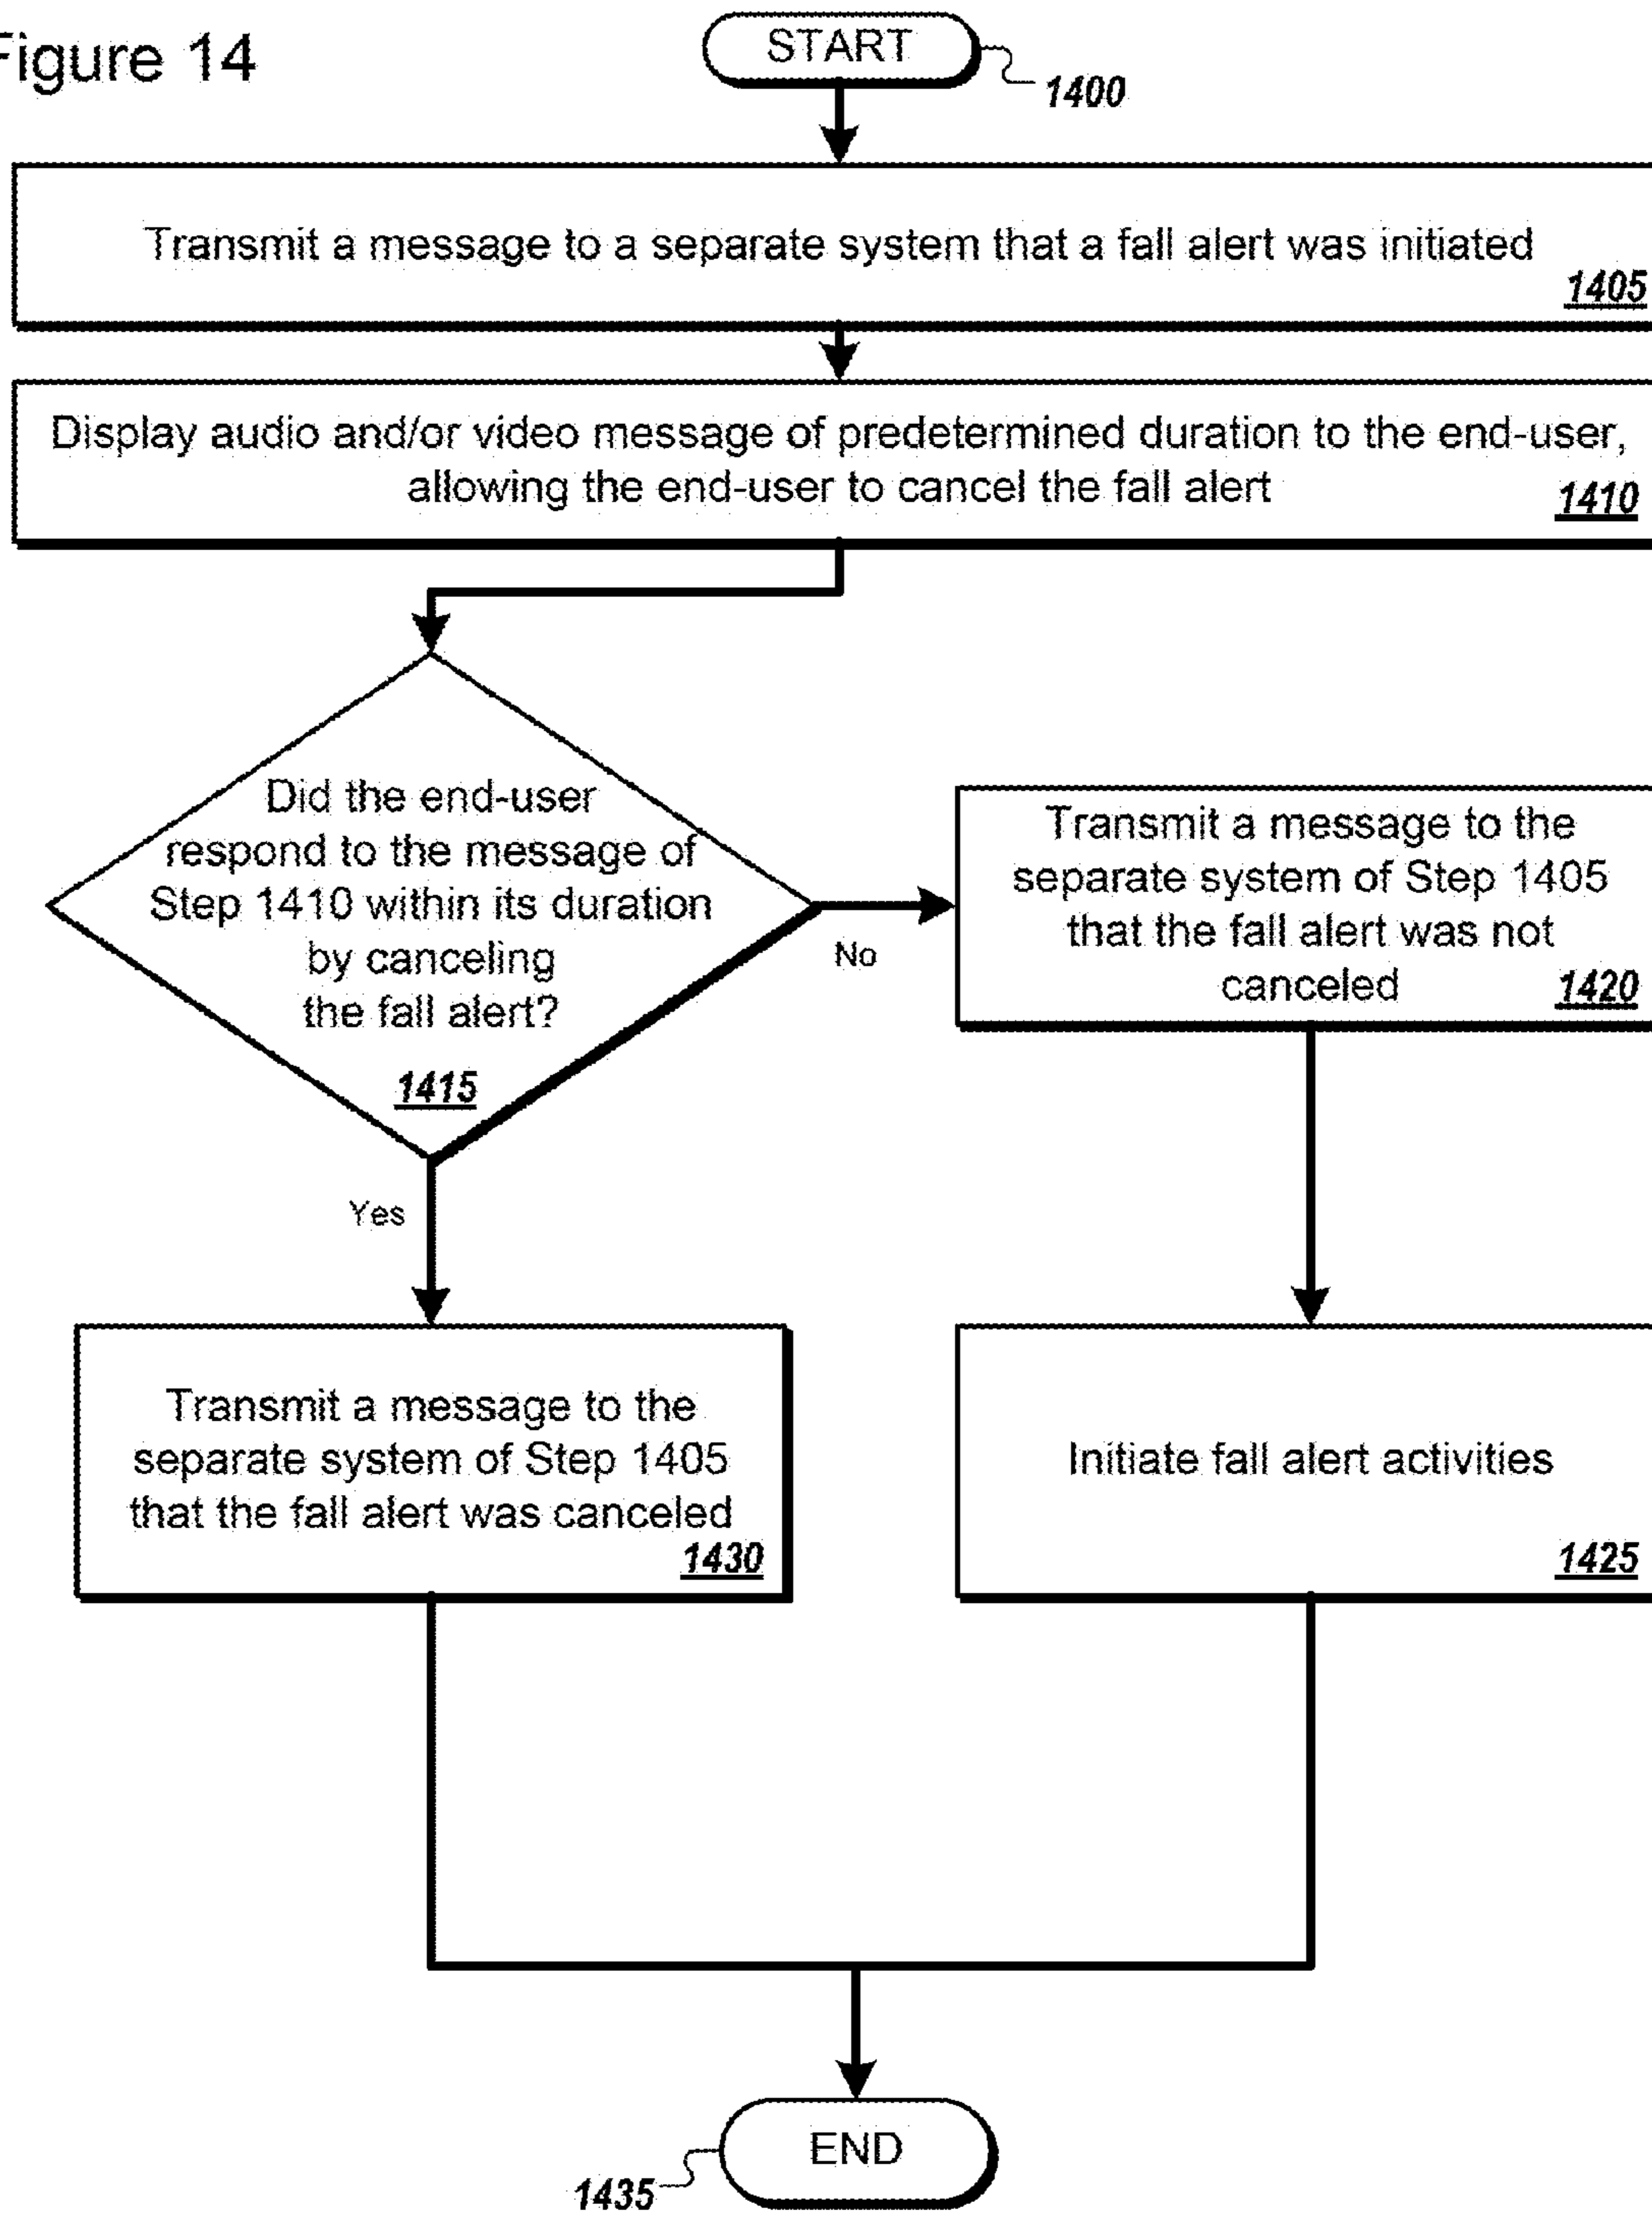 Figure 14
START
1400
Transmit a message to a separate system that a fall alert was initiated
1405
Display audio and/or video message of predetermined duration to the end-user,
allowing the end-user to cancel the fall alert
1410
Did the end-user
respond to the message of
Step 1410 within its duration
by canceling
the fall alert?
1415
No
Transmit a message to the
separate system of Step 1405
that the fall alert was not
canceled
1420
Yes
Transmit a message to the
separate system of Step 1405
that the fall alert was canceled
1430
Initiate fall alert activities
1425
END
1435